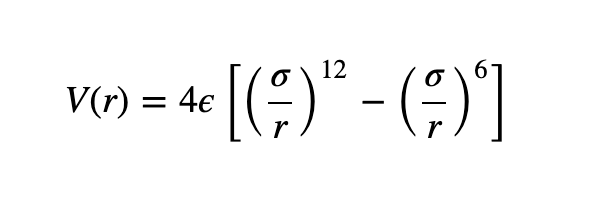 V(r) = 4ϵ [(σ/r)^12 − (σ/r)^6]